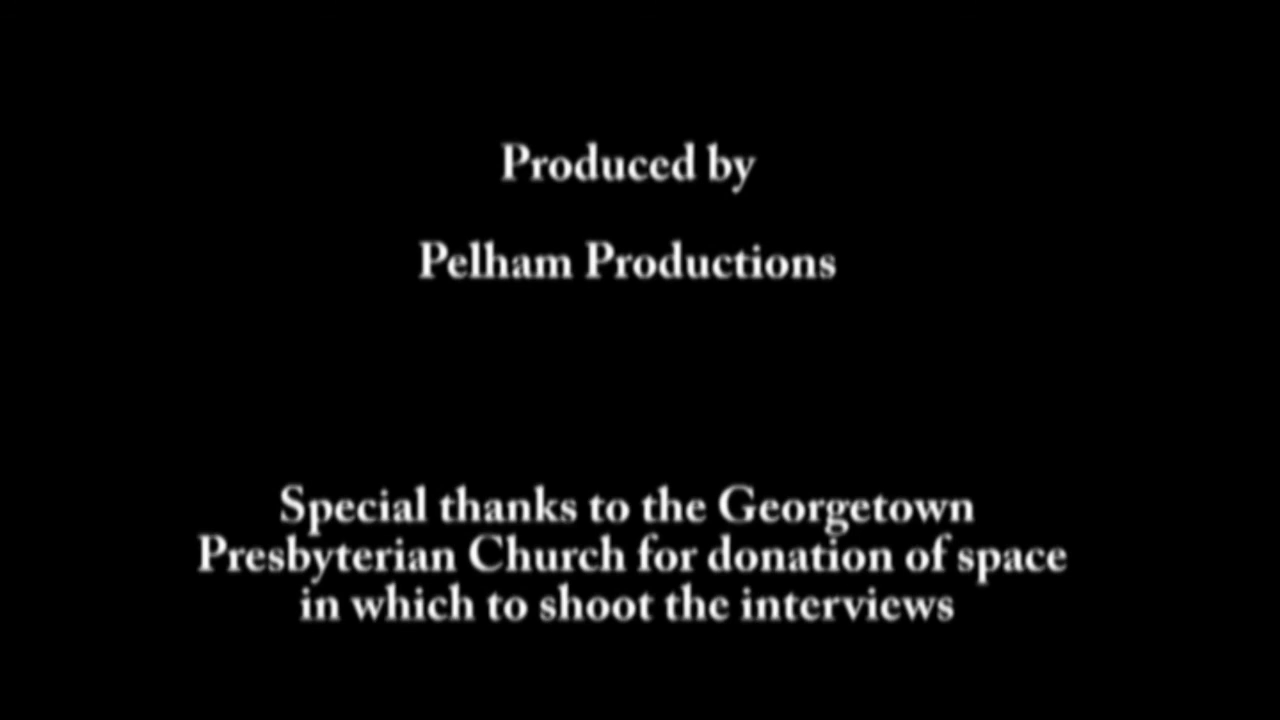 Produced by
Pelham Productions
Special thanks to the Georgetown
Presbyterian Church for donation of space
in which to shoot the interviews